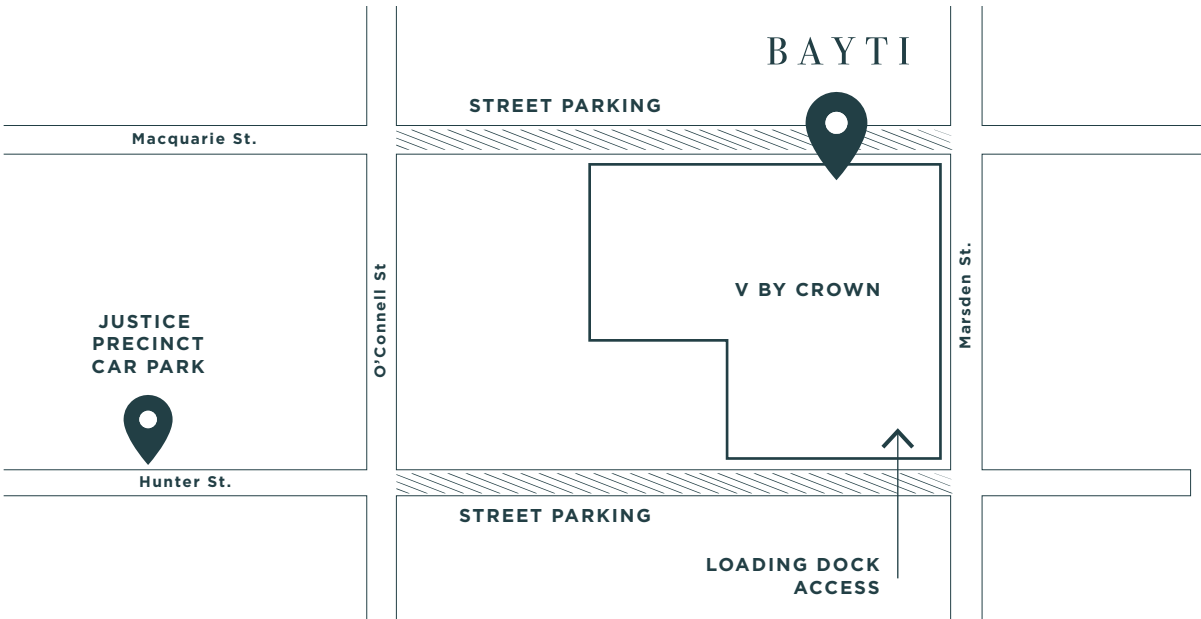 BAYTI
STREET PARKING
Macquarie St.
V BY CROWN
Marsden St.
O'Connell St
JUSTICE
PRECINCT
CAR PARK
Hunter St.
STREET PARKING
LOADING DOCK
ACCESS